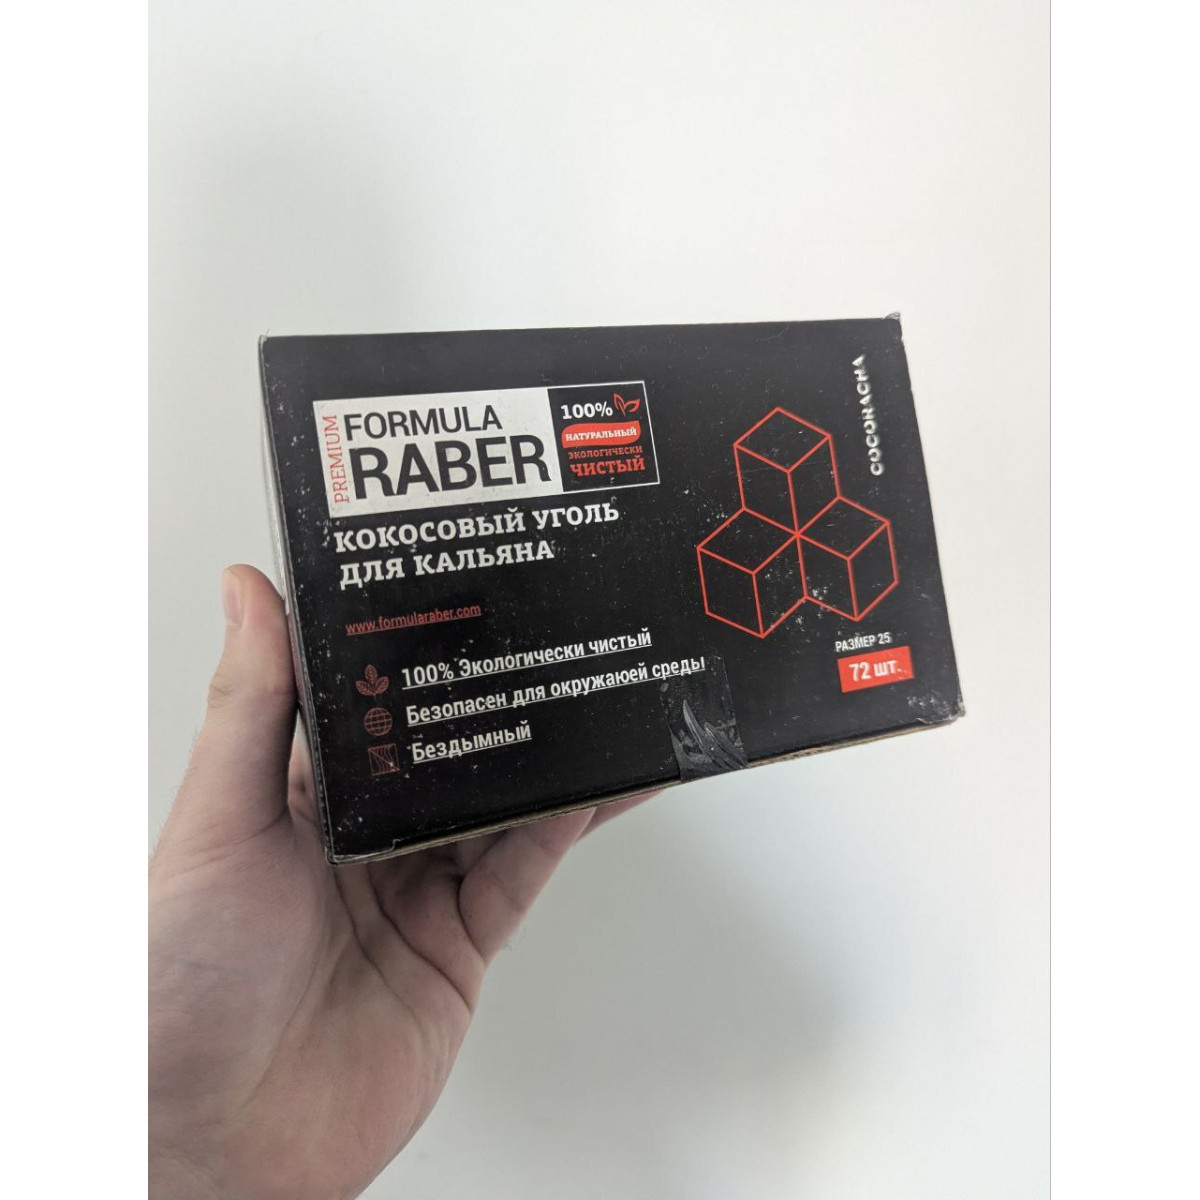 PREMIUM
FORMULA
RABER
100%
НАТУРАЛЬНЫЙ
ЭКОЛОГИЧЕСКИ
ЧИСТЫЙ
КОКОСОВЫЙ УГОЛЬ
ДЛЯ КАЛЬЯНА
www.formularaber.com
100% Экологически чистый
Безопасен для окружаюей среды
Бездымный
COCORACHA
РАЗМЕР 25
72 шт.